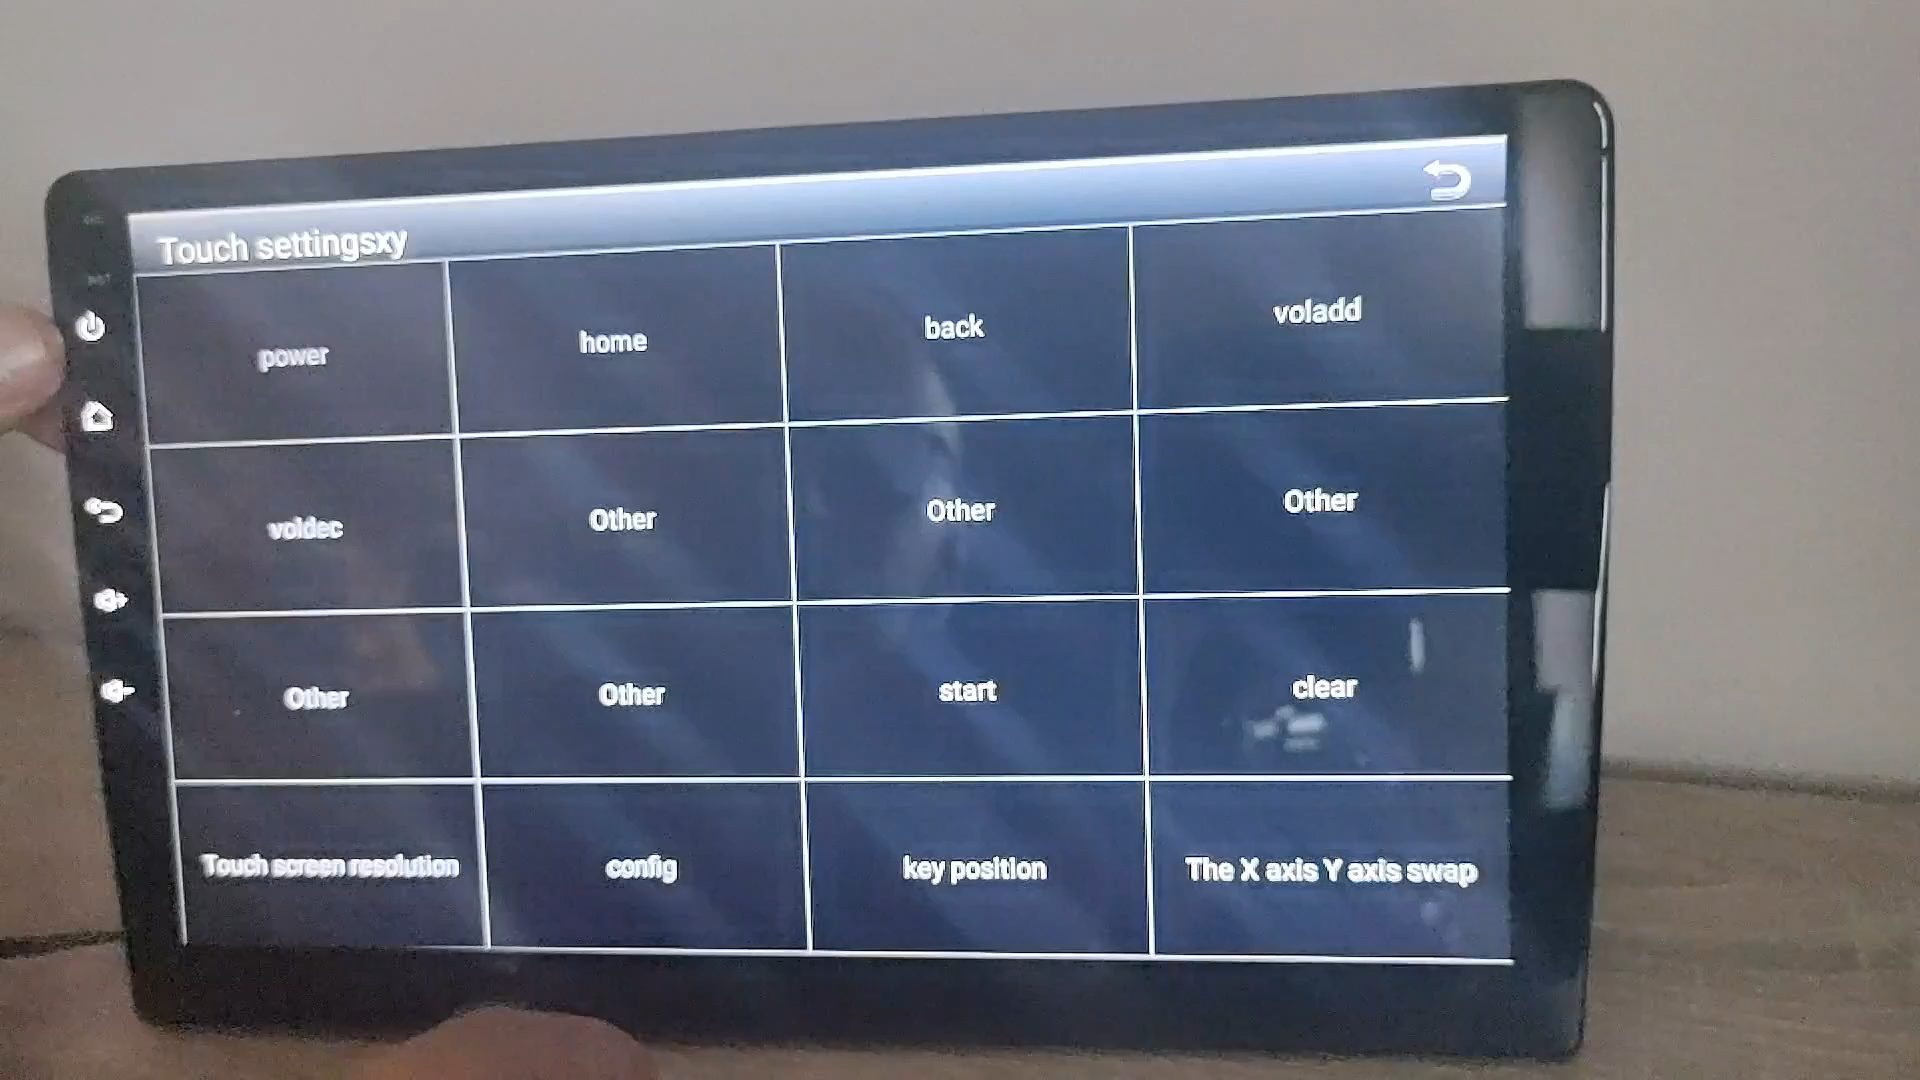 Touch settingsxy
power
home
back
voladd
voldec
Other
Other
Other
Other
Other
start
clear
Touch screen resolution
config
key position
The X axis Y axis swap